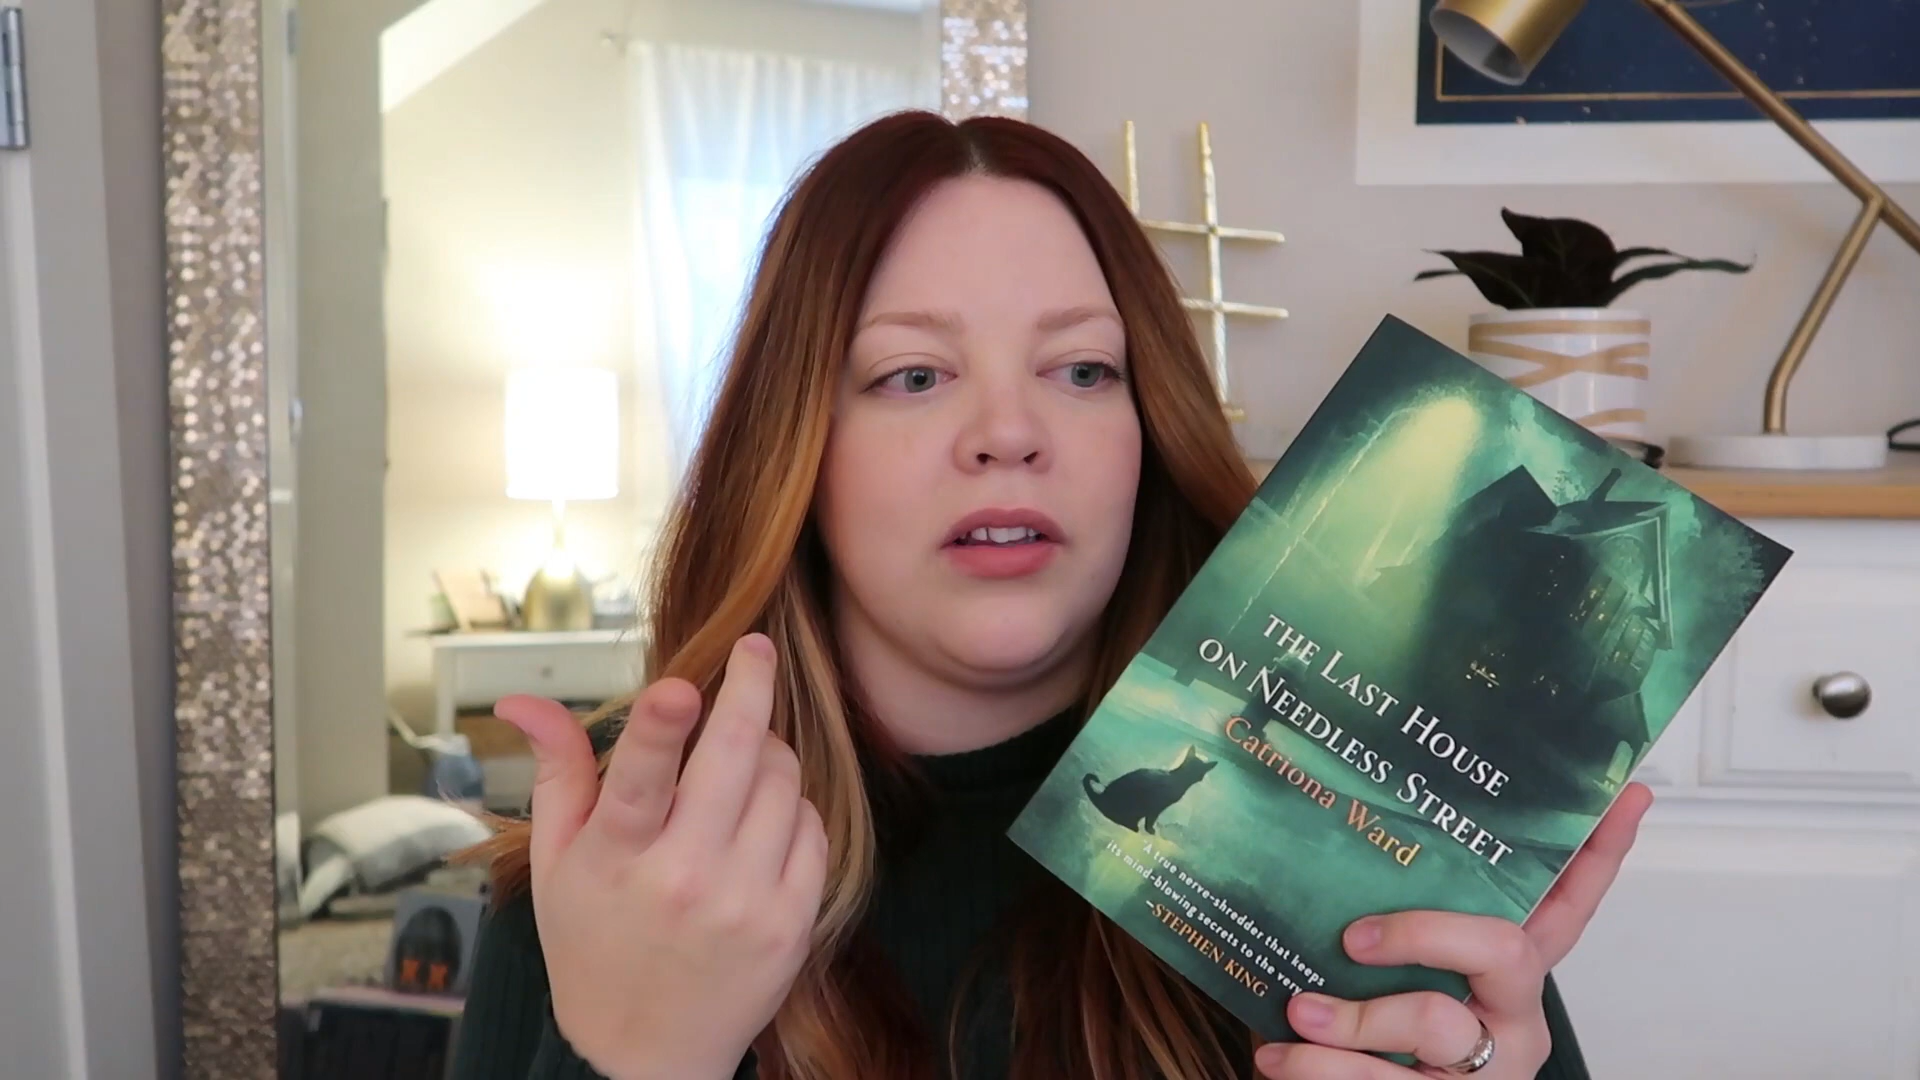 THE LAST HOUSE
ON NEEDLESS STREET
Catriona Ward
"A true nerve-shredder that keeps
its mind-blowing secrets to the very
–STEPHEN KING